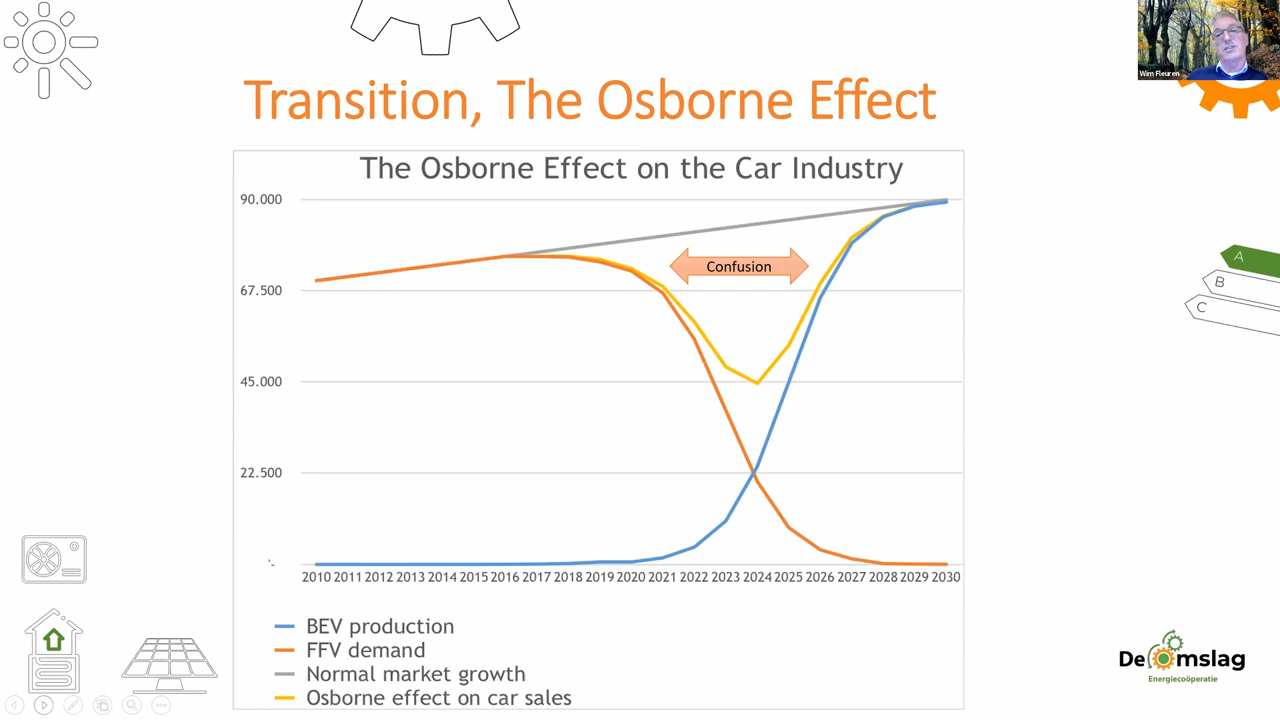 Transition, The Osborne Effect
Wim Fleuren
The Osborne Effect on the Car Industry
90.000
67.500
45.000
22.500
'-
Confusion
2010 2011 2012 2013 2014 2015 2016 2017 2018 2019 2020 2021 2022 2023 2024 2025 2026 2027 2028 2029 2030
BEV production
FFV demand
Normal market growth
Osborne effect on car sales
A
B
C
De Omslag
Energiecoöperatie